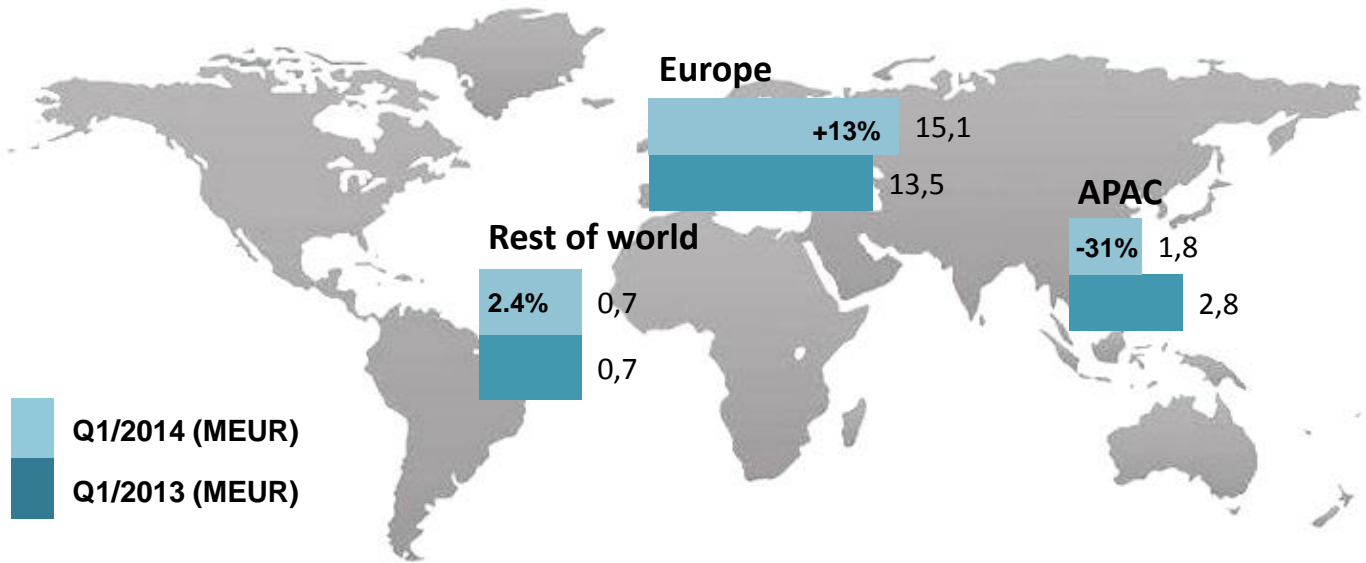 Europe
+13% 15,1
13,5
APAC
-31% 1,8
2,8
Rest of world
2.4% 0,7
0,7
Q1/2014 (MEUR)
Q1/2013 (MEUR)